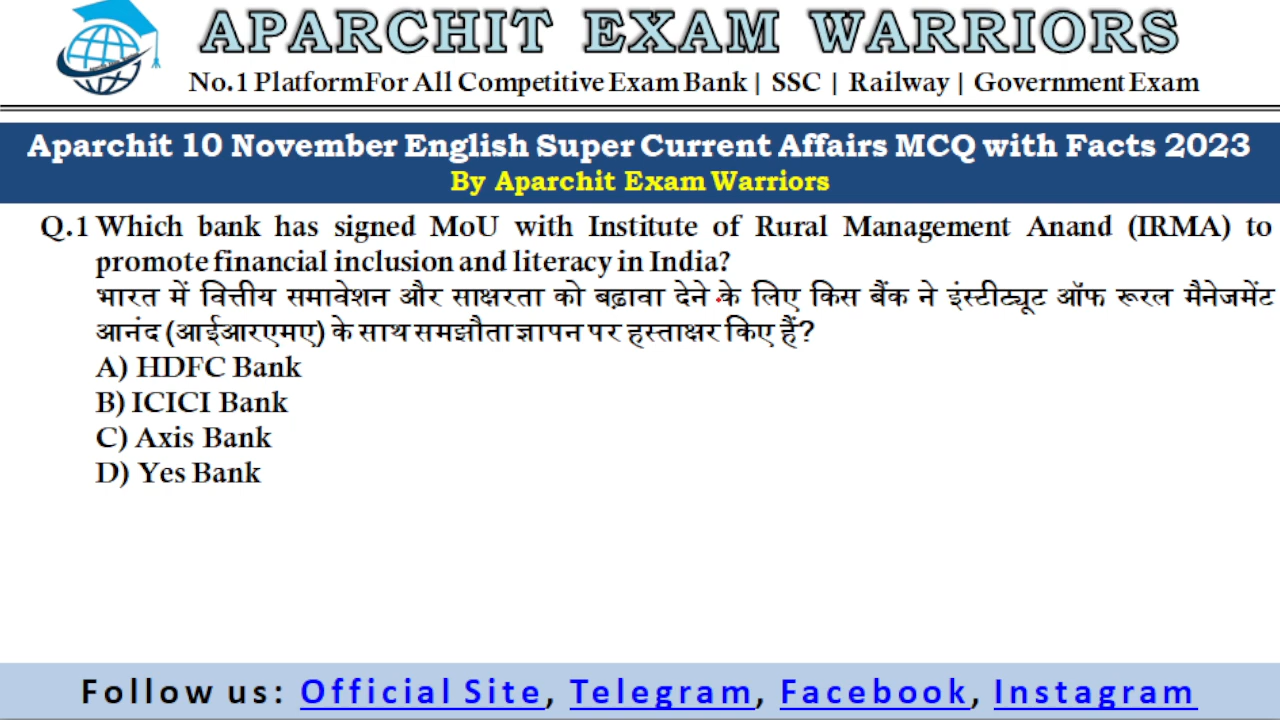 APARCHIT EXAM WARRIORS
No.1 PlatformFor All Competitive Exam Bank | SSC | Railway | Government Exam
Aparchit 10 November English Super Current Affairs MCQ with Facts 2023
By Aparchit Exam Warriors
Q.1 Which bank has signed MoU with Institute of Rural Management Anand (IRMA) to
promote financial inclusion and literacy in India?
भारत में वित्तीय समावेशन और साक्षरता को बढ़ावा देने के लिए किस बैंक ने इंस्टीट्यूट ऑफ रूरल मैनेजमेंट
आनंद (आईआरएमए) के साथ समझौता ज्ञापन पर हस्ताक्षर किए हैं?
A) HDFC Bank
B) ICICI Bank
C) Axis Bank
D) Yes Bank
Follow us: Official Site, Telegram, Facebook, Instagram